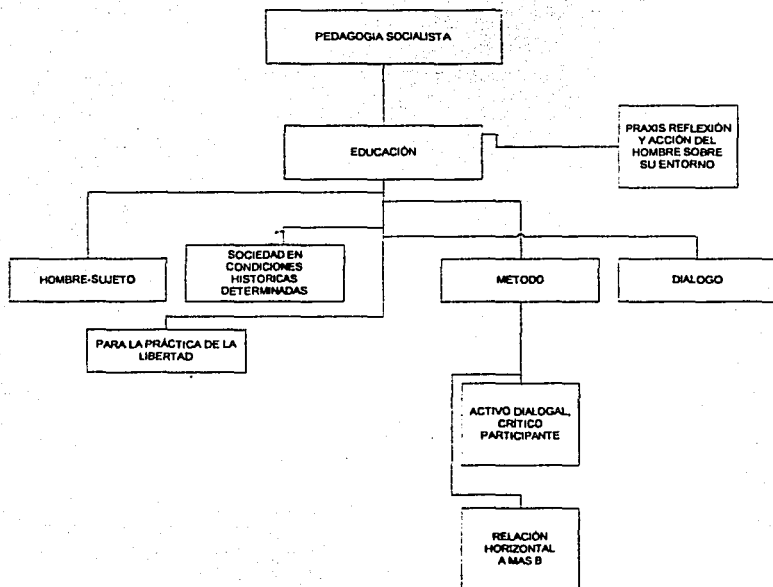 PEDAGOGIA SOCIALISTA
EDUCACIÓN
PRAXIS REFLEXIÓN
Y ACCIÓN DEL
HOMBRE SOBRE
SU ENTORNO
HOMBRE-SUJETO
SOCIEDAD EN
CONDICIONES
HISTORICAS
DETERMINADAS
METODO
DIALOGO
PARA LA PRÁCTICA DE LA
LIBERTAD
ACTIVO DIALOGAL,
CRÍTICO
PARTICIPANTE
RELACIÓN
HORIZONTAL
A MAS B